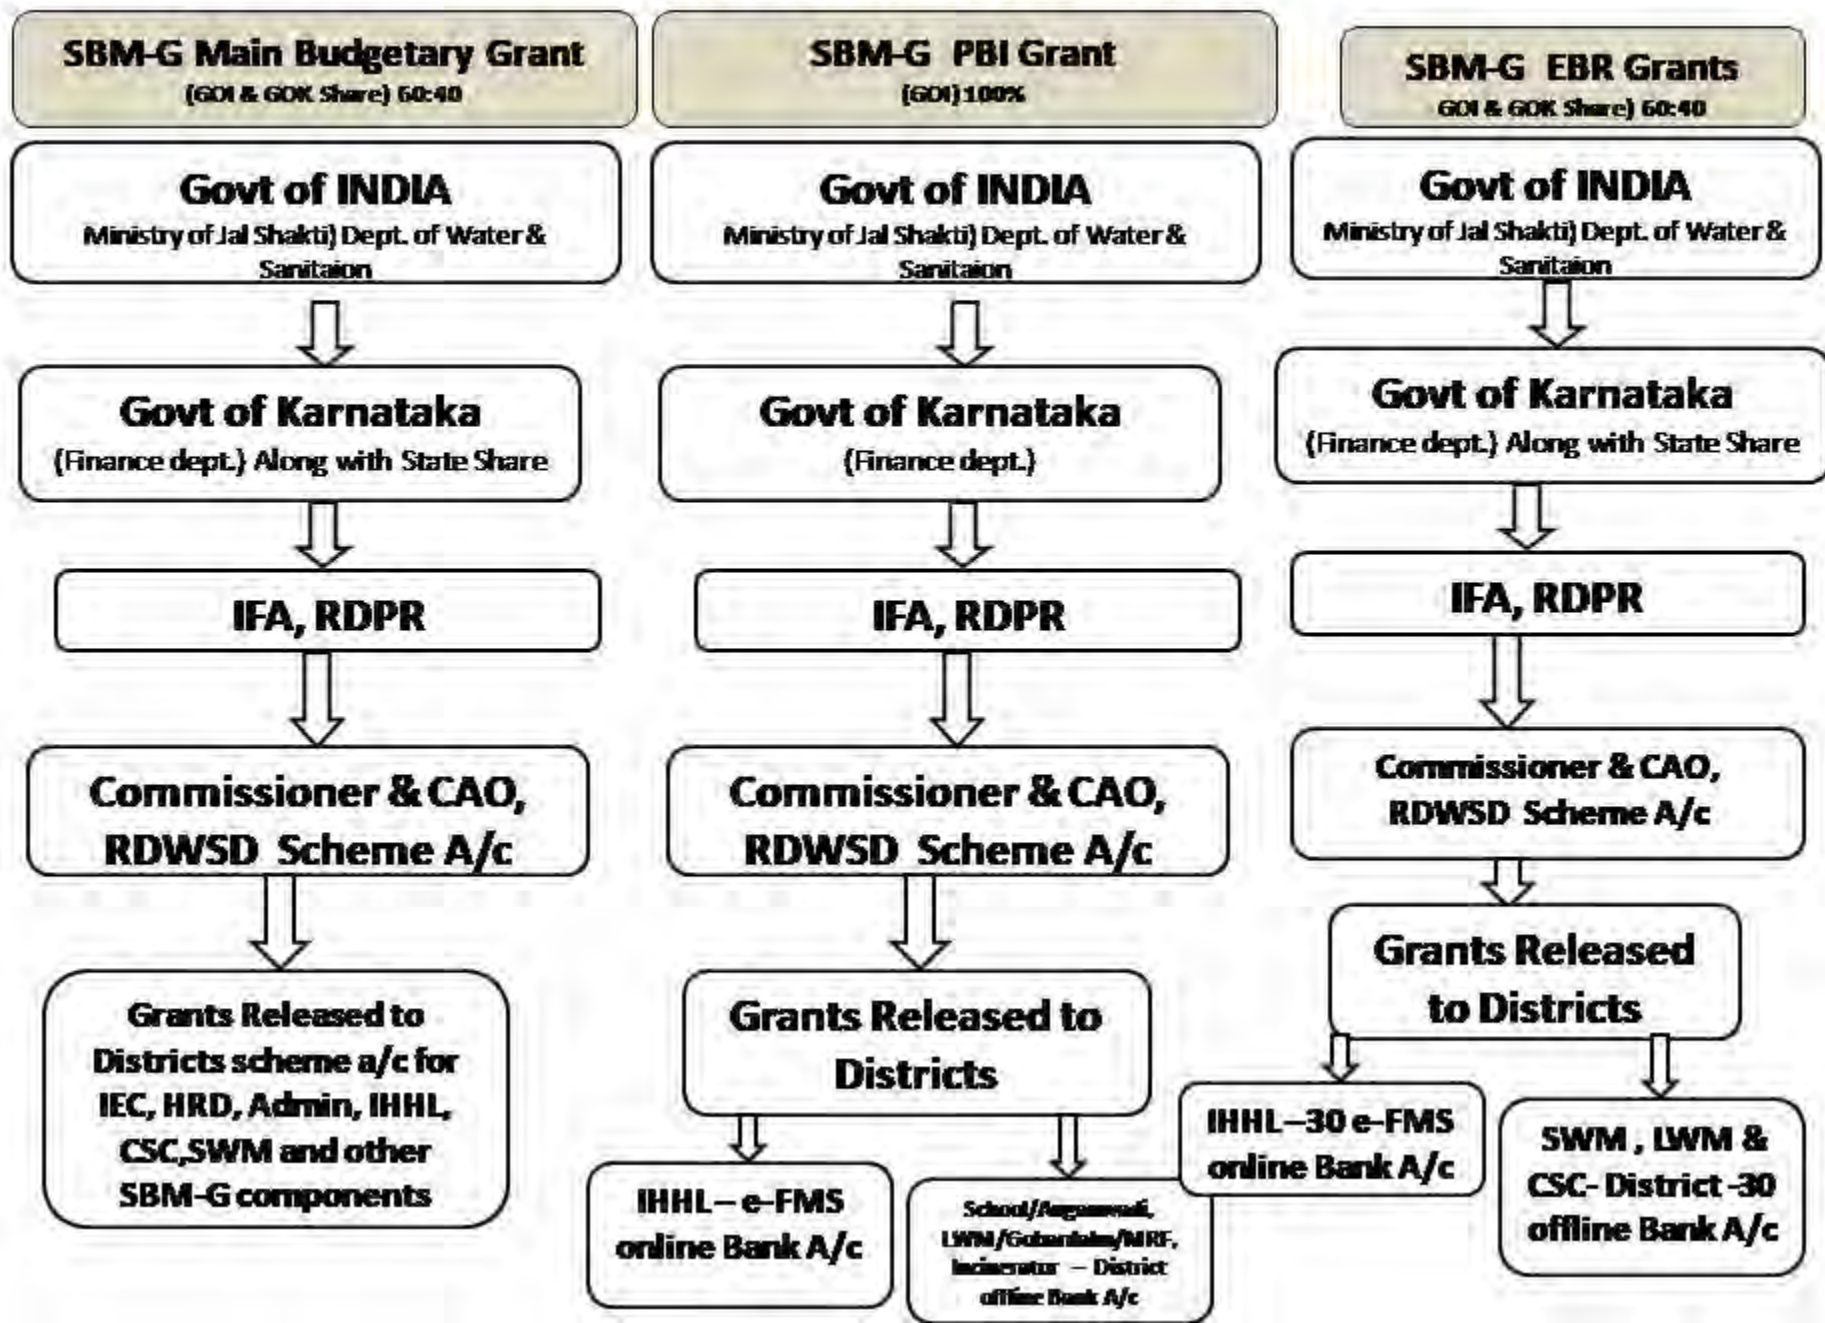 SBM-G Main Budgetary Grant
(GOI & GOK Share) 60:40
Govt of INDIA
Ministry of Jal Shakti) Dept. of Water &
Sanitaion
Govt of Karnataka
(Finance dept.) Along with State Share
IFA, RDPR
Commissioner & CAO,
RDWSD Scheme A/c
Grants Released to
Districts scheme a/c for
IEC, HRD, Admin, IHHL,
CSC,SWM and other
SBM-G components
SBM-G PBI Grant
(GOI) 100%
Govt of INDIA
Ministry of Jal Shakti) Dept. of Water &
Sanitaion
Govt of Karnataka
(Finance dept.)
IFA, RDPR
Commissioner & CAO,
RDWSD Scheme A/c
Grants Released to
Districts
IHHL– e-FMS
online Bank A/c
School/Anganwadi,
LWM/Gobardahn/MRF,
Incinerator – District
offline Bank A/c
SBM-G EBR Grants
GOI & GOK Share) 60:40
Govt of INDIA
Ministry of Jal Shakti) Dept. of Water &
Sanitaion
Govt of Karnataka
(Finance dept.) Along with State Share
IFA, RDPR
Commissioner & CAO,
RDWSD Scheme A/c
Grants Released
to Districts
IHHL–30 e-FMS
online Bank A/c
SWM , LWM &
CSC- District -30
offline Bank A/c